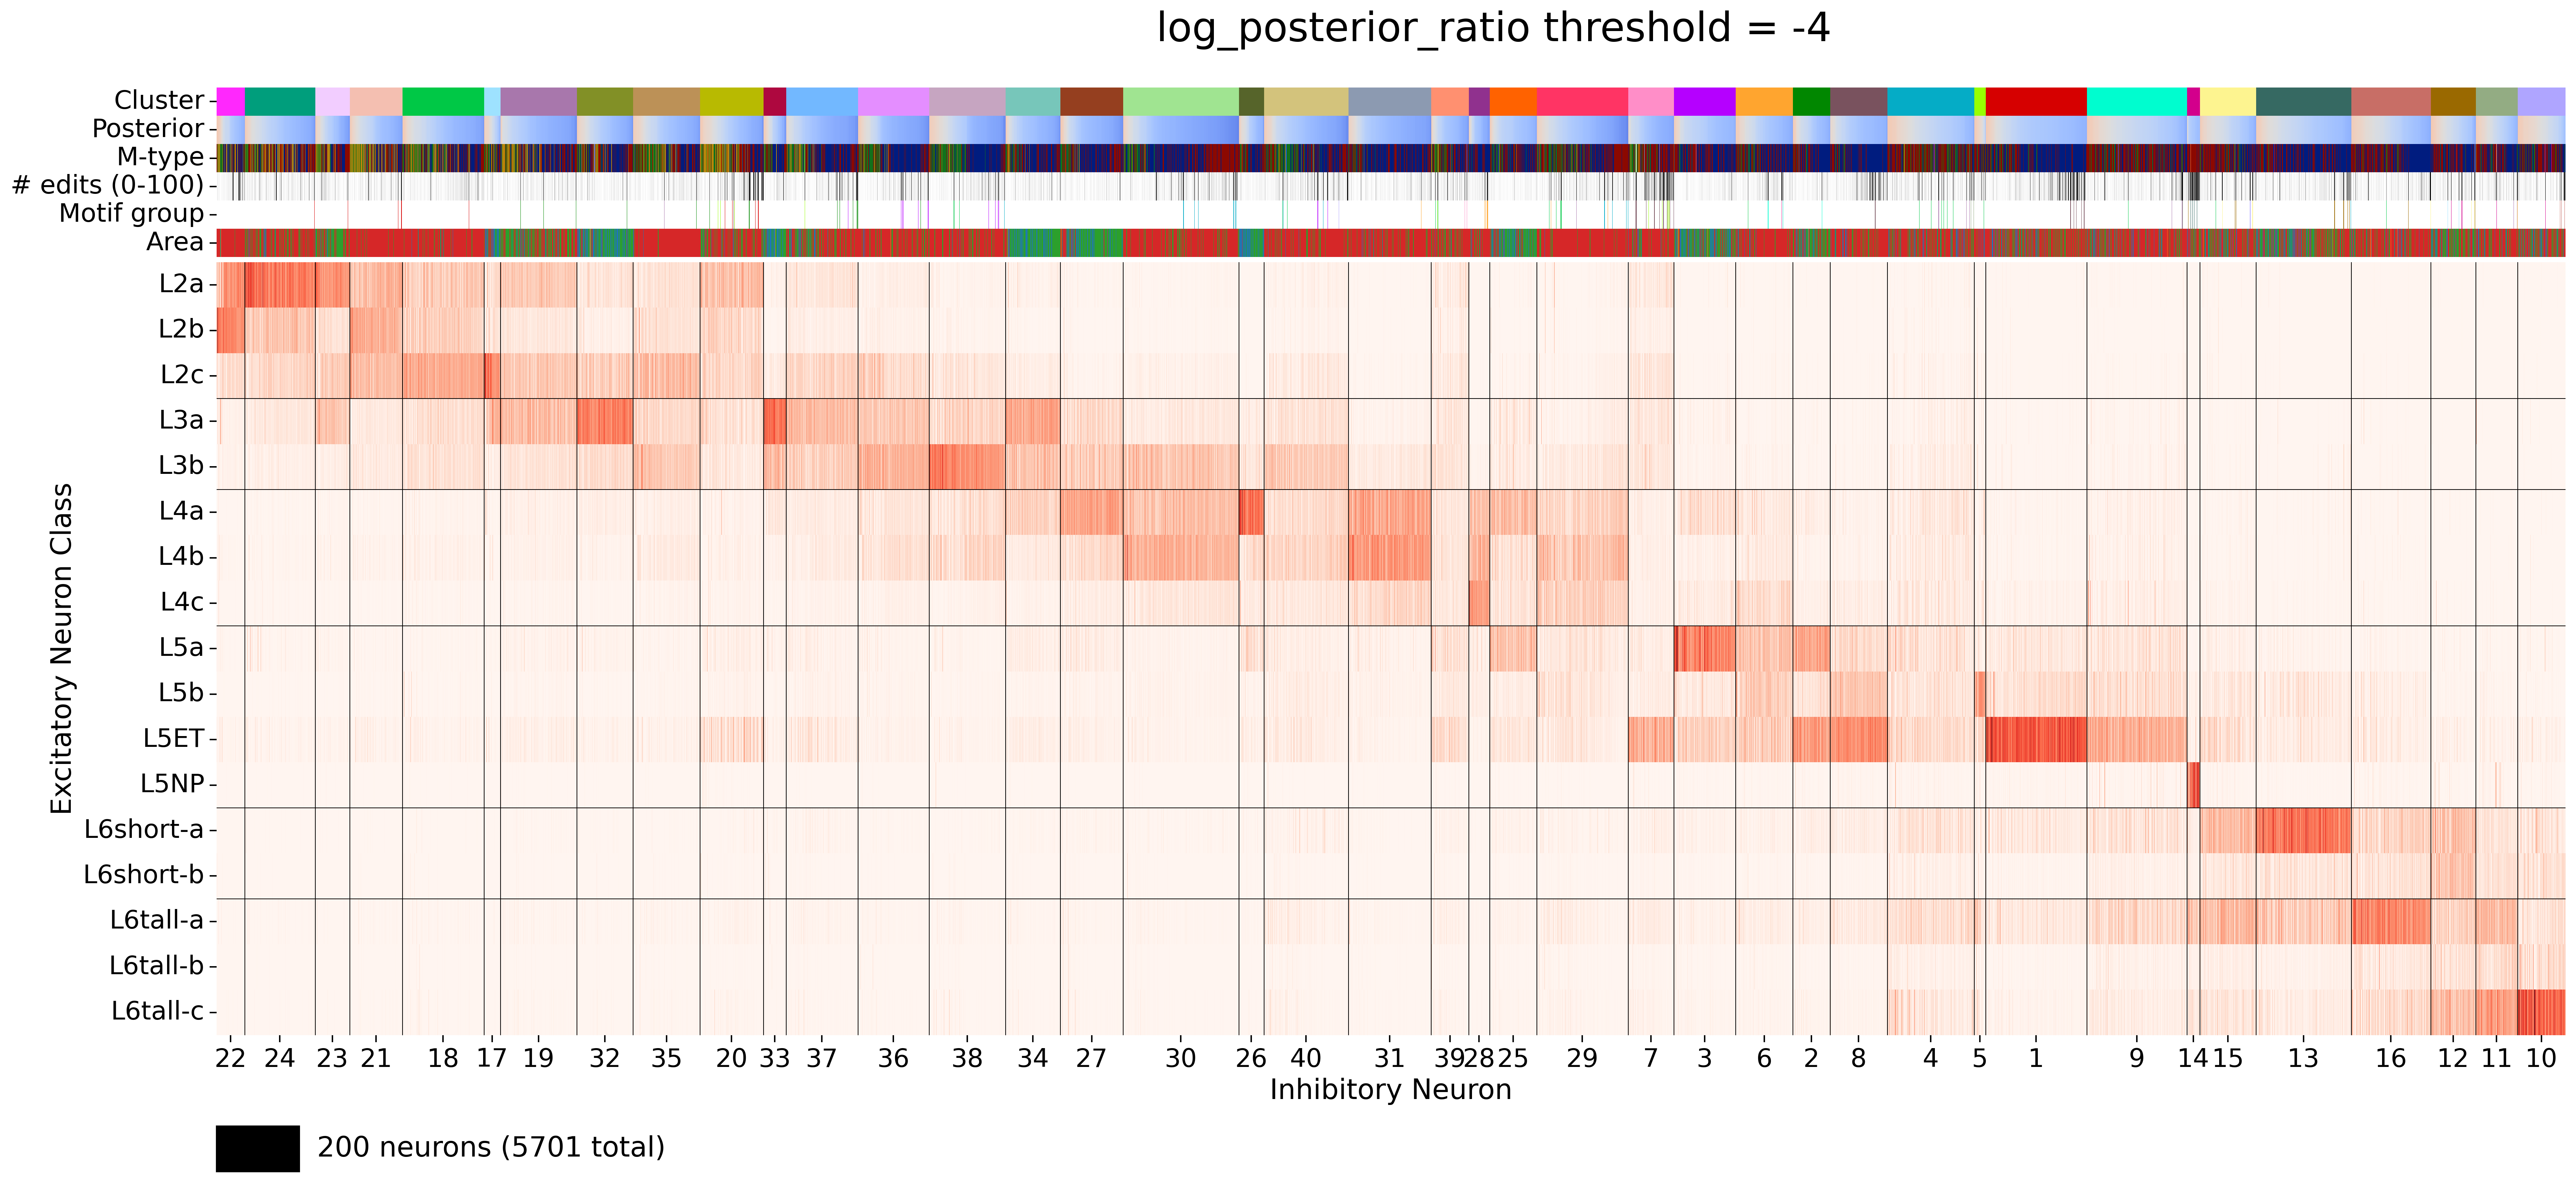 log_posterior_ratio threshold = -4
Cluster
Posterior
M-type
# edits (0-100)
Motif group
Area
Excitatory Neuron Class
L2a
L2b
L2c
L3a
L3b
L4a
L4b
L4c
L5a
L5b
L5ET
L5NP
L6short-a
L6short-b
L6tall-a
L6tall-b
L6tall-c
22 24 23 21 18 17 19 32 35 20 33 37 36 38 34 27 30 26 40 31 39 28 25 29 7 3 6 2 8 4 5 1 9 14 15 13 16 12 11 10
Inhibitory Neuron
200 neurons (5701 total)